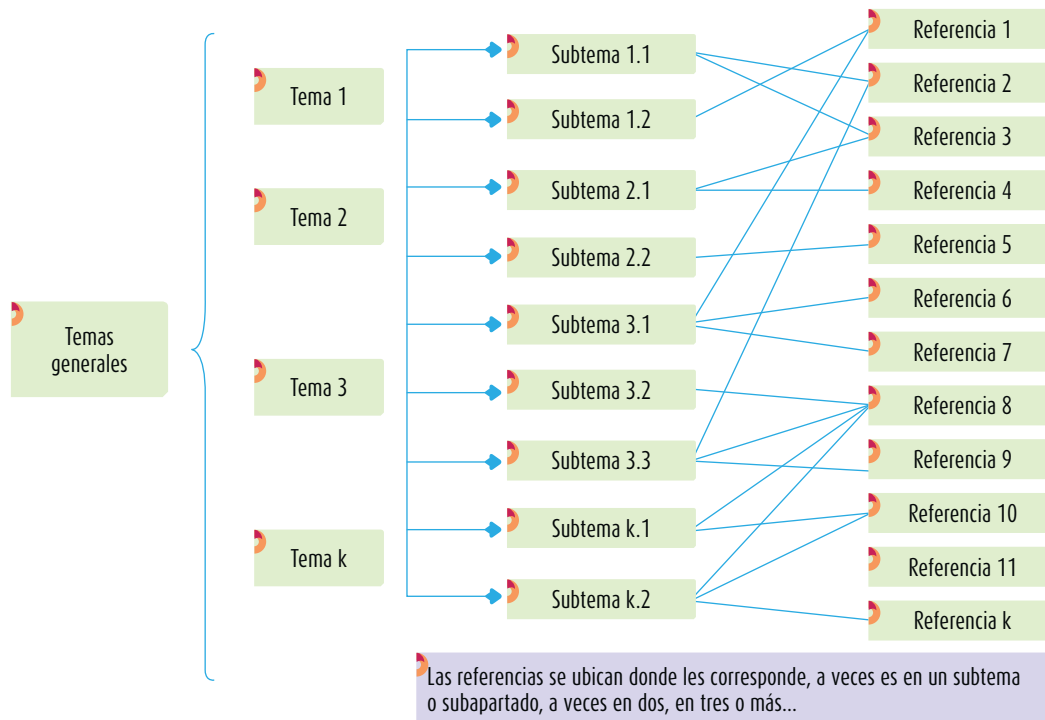 Temas
generales
Tema 1
Tema 2
Tema 3
Tema k
Subtema 1.1
Subtema 1.2
Subtema 2.1
Subtema 2.2
Subtema 3.1
Subtema 3.2
Subtema 3.3
Subtema k.1
Subtema k.2
Referencia 1
Referencia 2
Referencia 3
Referencia 4
Referencia 5
Referencia 6
Referencia 7
Referencia 8
Referencia 9
Referencia 10
Referencia 11
Referencia k
Las referencias se ubican donde les corresponde, a veces es en un subtema
o subapartado, a veces en dos, en tres o más...